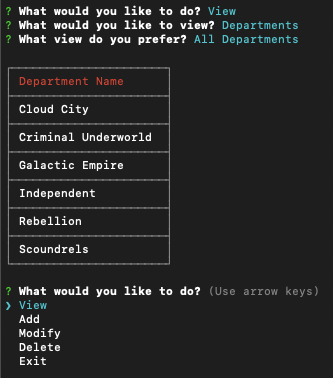 ? What would you like to do? View
? What would you like to view? Departments
? What view do you prefer? All Departments
Department Name
Cloud City
Criminal Underworld
Galactic Empire
Independent
Rebellion
Scoundrels
? What would you like to do? (Use arrow keys)
❯ View
Add
Modify
Delete
Exit